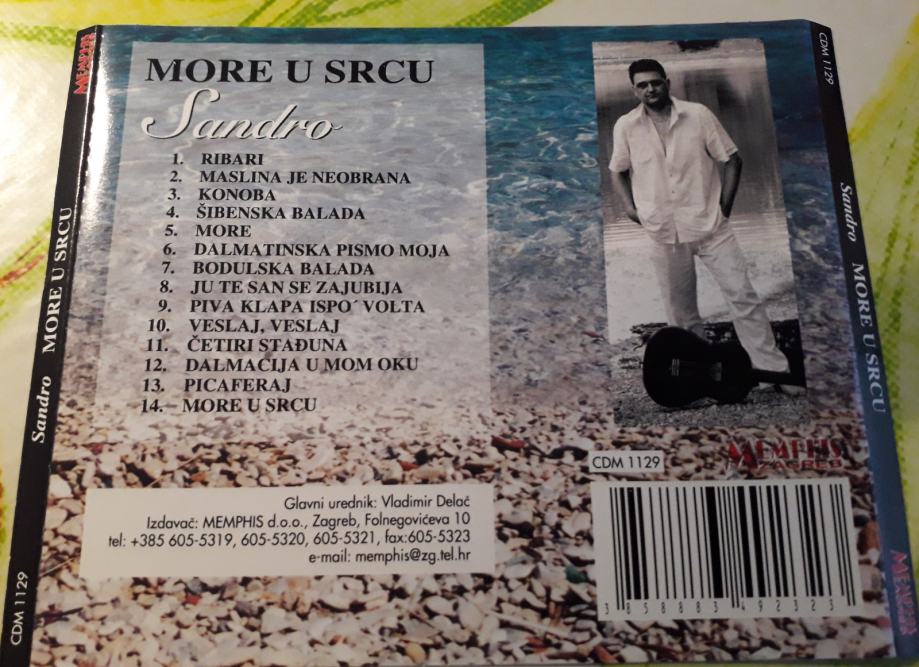 MORE U SRCU
Sandro
1. RIBARI
2. MASLINA JE NEOBRANA
3. KONOBA
4. ŠIBENSKA BALADA
5. MORE
6. DALMATINSKA PISMO MOJA
7. BODULSKA BALADA
8. JU TE SAN SE ZAJUBIJA
9. PIVA KLAPA ISPO´ VOLTA
10. VESLAJ, VESLAJ
11. ČETIRI STAĐUNA
12. DALMACIJA U MOM OKU
13. PICAFERAJ
14. MORE U SRCU
Glavni urednik: Vladimir Delač
Izdavač: MEMPHIS d.o.o., Zagreb, Folnegovićeva 10
tel: +385 605-5319, 605-5320, 605-5321, fax:605-5323
e-mail: memphis@zg.tel.hr
CDM 1129
MEMPHIS
ZAGREB
3858883492323
MEMPHIS
Sandro MORE U SRCU
CDM 1129
CDM 1129
Sandro MORE U SRCU
MEMPHIS